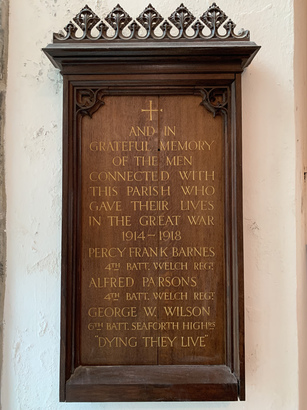 AND IN
GRATEFUL MEMORY
OF THE MEN
CONNECTED WITH
THIS PARISH WHO
GAVE THEIR LIVES
IN THE GREAT WAR
1914-1918
PERCY FRANK BARNES
4TH BATT. WELCH REGT
ALFRED PARSONS
4TH BATT. WELCH REGT
GEORGE W. WILSON
6TH BATT. SEAFORTH HIGHRS
"DYING THEY LIVE"